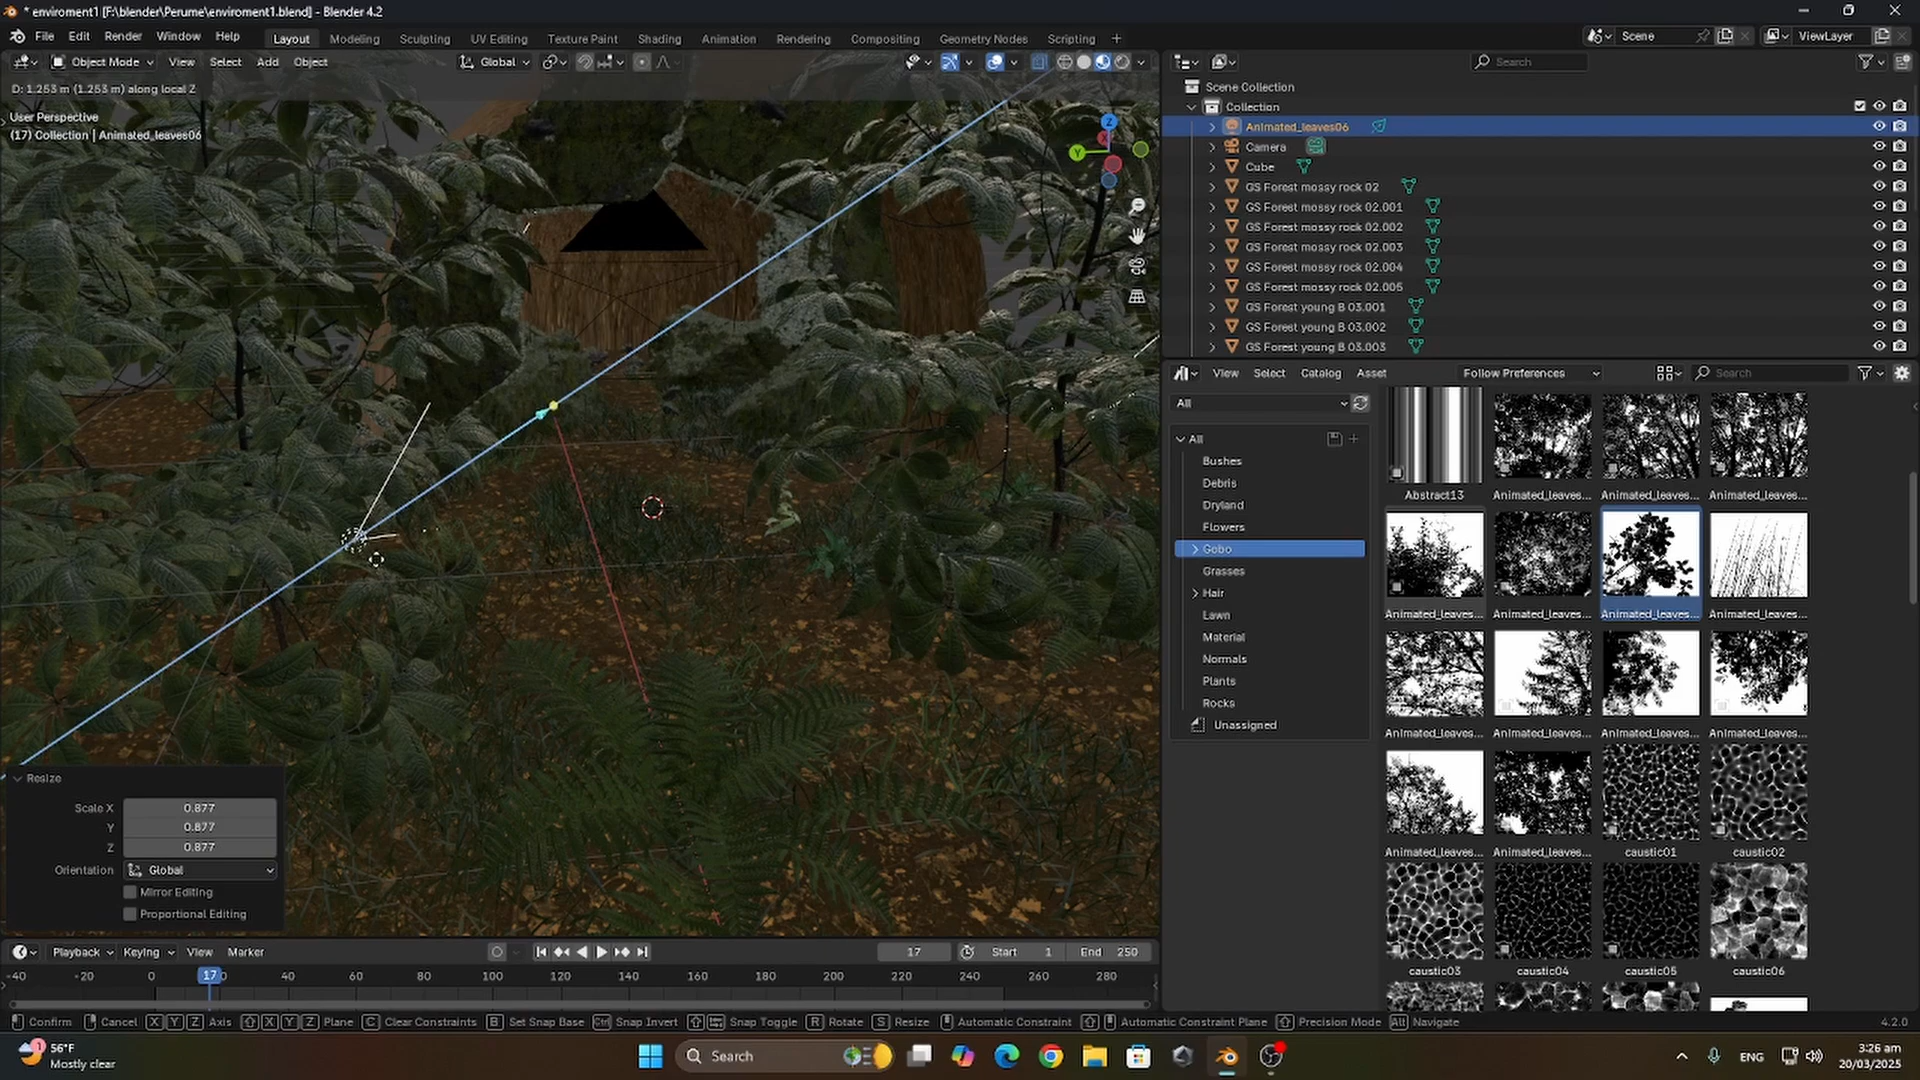 * enviroment1 [F:\blender\Perume\enviroment1.blend] - Blender 4.2
File Edit Render Window Help
Layout Modeling Sculpting UV Editing Texture Paint Shading Animation Rendering Compositing Geometry Nodes Scripting +
Scene
ViewLayer
Object Mode View Select Add Object
Global
D: 1.253 m (1.253 m) along local Z
User Perspective
(17) Collection | Animated_leaves06
Z
X
Y
Resize
Scale X 0.877
Y 0.877
Z 0.877
Orientation Global
Mirror Editing
Proportional Editing
Search
Scene Collection
Collection
Animated_leaves06
Camera
Cube
GS Forest mossy rock 02
GS Forest mossy rock 02.001
GS Forest mossy rock 02.002
GS Forest mossy rock 02.003
GS Forest mossy rock 02.004
GS Forest mossy rock 02.005
GS Forest young B 03.001
GS Forest young B 03.002
GS Forest young B 03.003
View Select Catalog Asset
Follow Preferences
Search
All
All
Bushes
Debris
Dryland
Flowers
Gobo
Grasses
Hair
Lawn
Material
Normals
Plants
Rocks
Unassigned
Abstract13 Animated_leaves... Animated_leaves... Animated_leaves...
Animated_leaves... Animated_leaves... Animated_leaves... Animated_leaves...
Animated_leaves... Animated_leaves... Animated_leaves... Animated_leaves...
Animated_leaves... Animated_leaves... caustic01 caustic02
caustic03 caustic04 caustic05 caustic06
Playback Keying View Marker
17
Start 1
End 250
-40 -20 0 17 20 40 60 80 100 120 140 160 180 200 220 240 260 280
Confirm Cancel X Y Z Axis X Y Z Plane C Clear Constraints B Set Snap Base Ctrl Snap Invert Snap Toggle R Rotate S Resize Automatic Constraint Automatic Constraint Plane Precision Mode Alt Navigate
4.2.0
1
56°F
Mostly clear
Search
ENG
3:26 am
20/03/2025